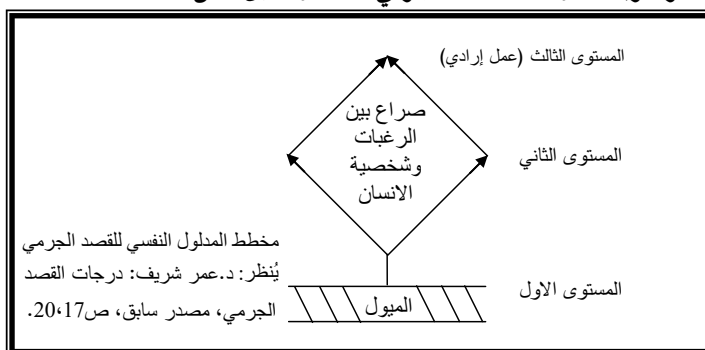 المستوى الثالث (عمل إرادي)
صراع بين
الرغبات
وشخصية
الانسان
المستوى الثاني
مخطط المدلول النفسي للقصد الجرمي
يُنظر: د.عمر شريف: درجات القصد
الجرمي، مصدر سابق، ص17،20.
الميول
المستوى الاول